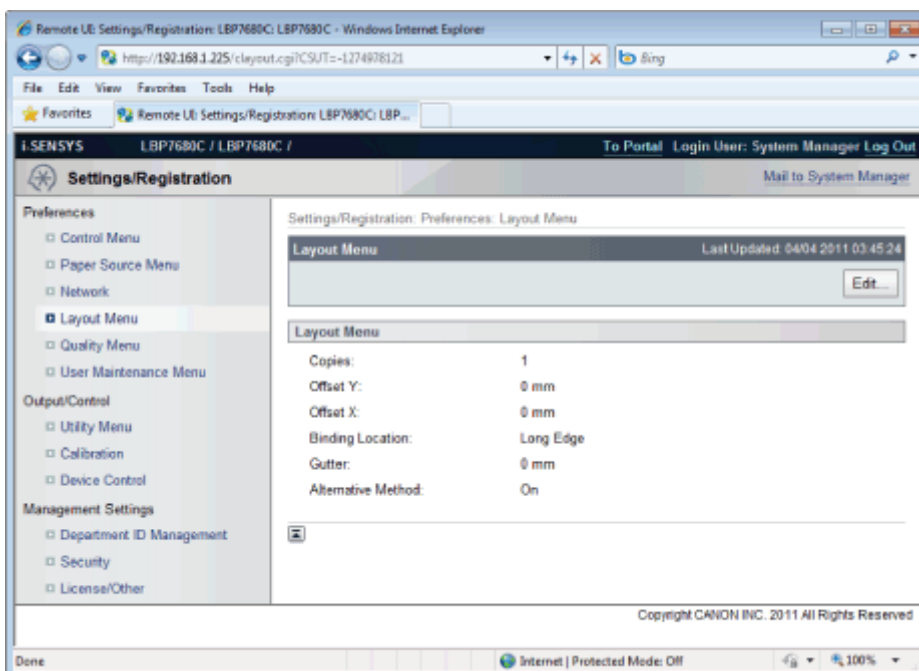 Remote UI: Settings/Registration: LBP7680C: LBP7680C - Windows Internet Explorer
http://192.168.1.225/clayout.cgi?CSUT=-1274978121
Bing
File Edit View Favorites Tools Help
Favorites Remote UI: Settings/Registration: LBP7680C: LBP...
i-SENSYS LBP7680C / LBP7680C / To Portal Login User: System Manager Log Out
Settings/Registration Mail to System Manager
Preferences
Control Menu
Paper Source Menu
Network
Layout Menu
Quality Menu
User Maintenance Menu
Output/Control
Utility Menu
Calibration
Device Control
Management Settings
Department ID Management
Security
License/Other
Settings/Registration: Preferences: Layout Menu
Layout Menu Last Updated: 04/04 2011 03:45:24
Edit...
Layout Menu
Copies: 1
Offset Y: 0 mm
Offset X: 0 mm
Binding Location: Long Edge
Gutter: 0 mm
Alternative Method: On
Copyright CANON INC. 2011 All Rights Reserved
Done Internet | Protected Mode: Off 100%